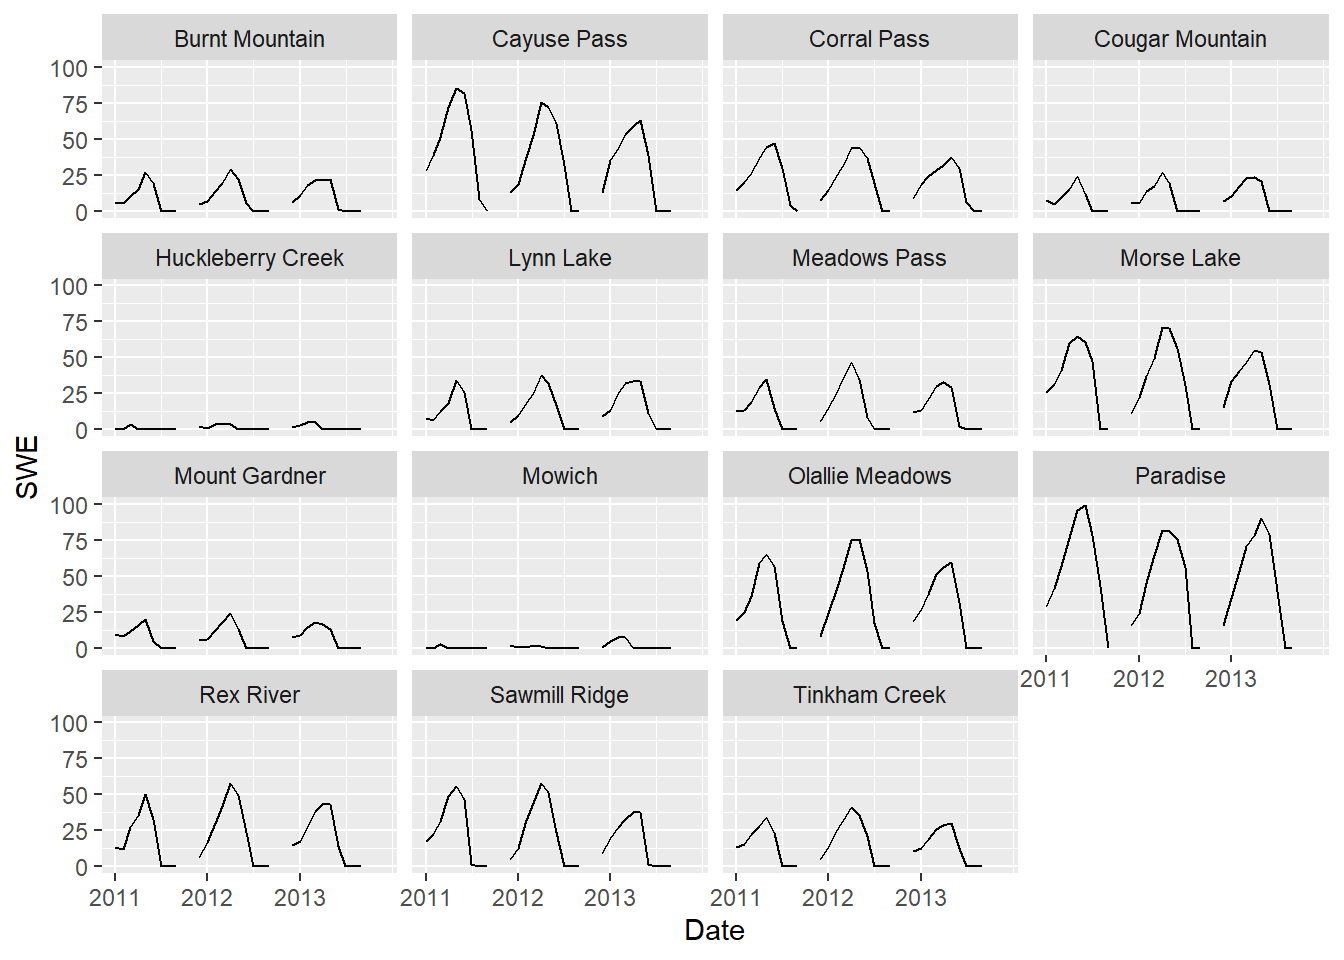 Burnt Mountain Cayuse Pass Corral Pass Cougar Mountain
100
75
50
25
0
Huckleberry Creek Lynn Lake Meadows Pass Morse Lake
100
75
50
25
0
SWE
Mount Gardner Mowich Olallie Meadows Paradise
100
75
50
25
0
2011 2012 2013
Rex River Sawmill Ridge Tinkham Creek
100
75
50
25
0
2011 2012 2013 2011 2012 2013 2011 2012 2013
Date